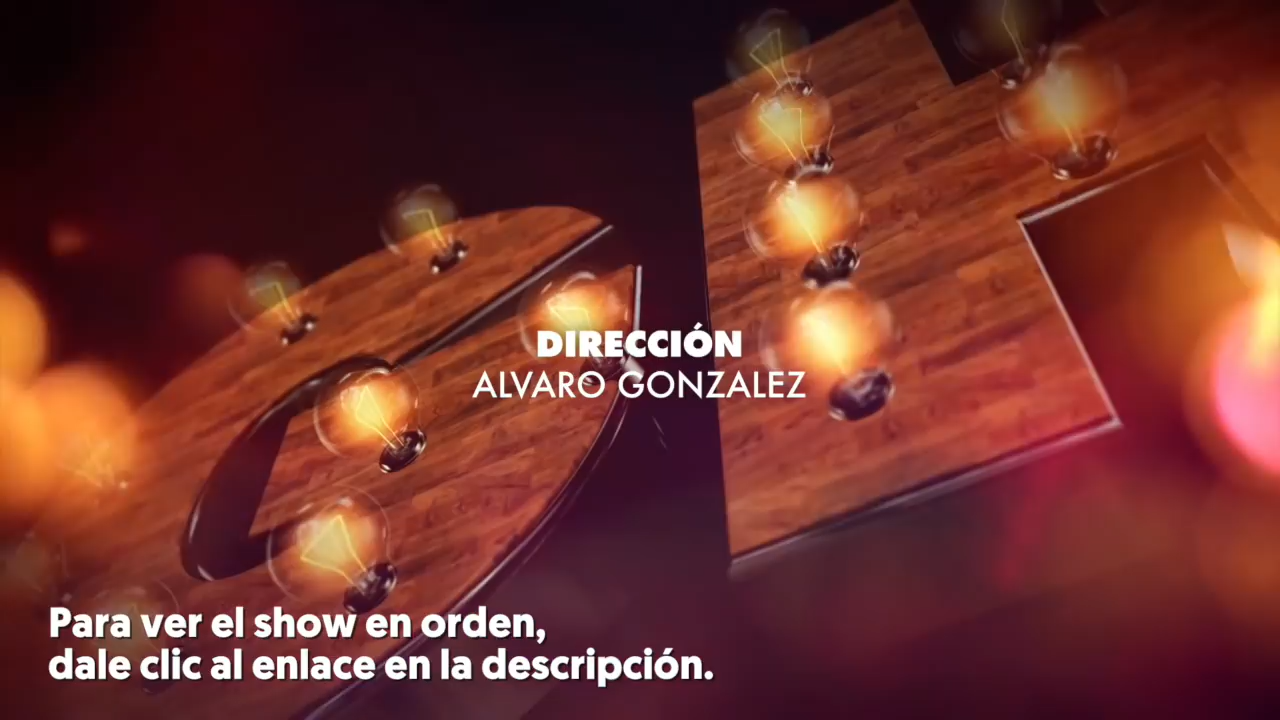 DIRECCIÓN
ALVARO GONZALEZ
Para ver el show en orden,
dale clic al enlace en la descripción.